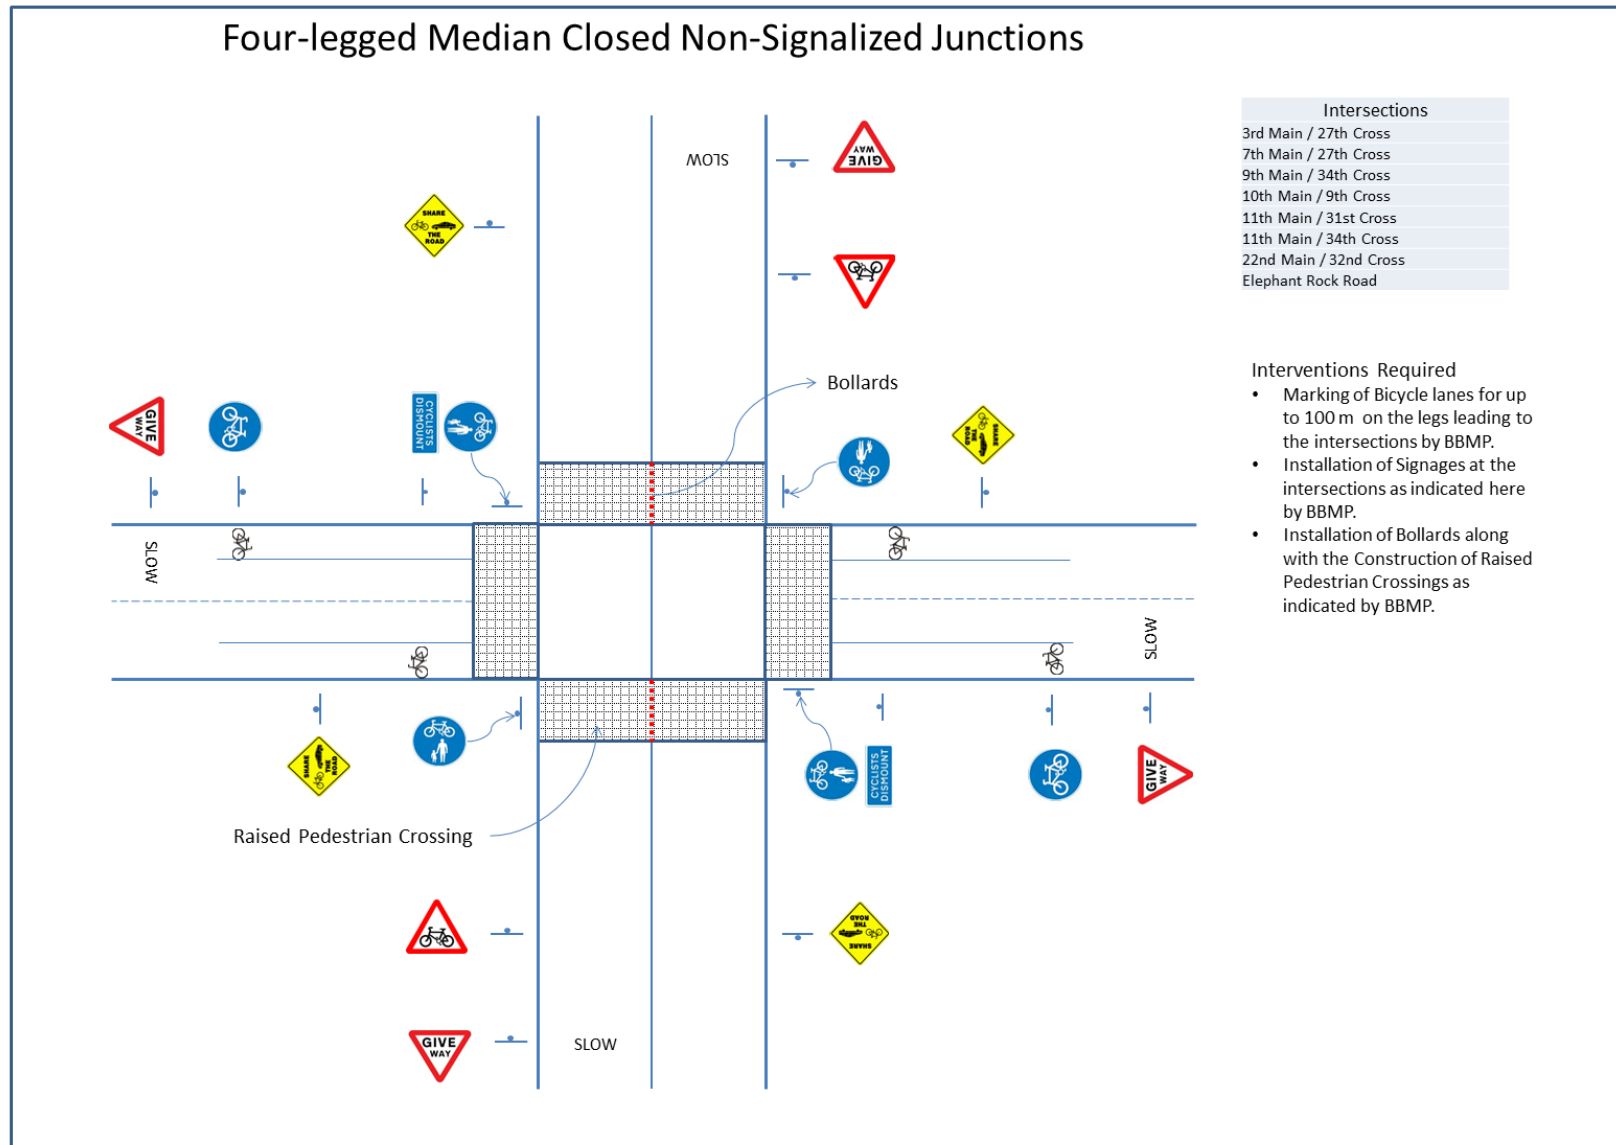 Four-legged Median Closed Non-Signalized Junctions
Intersections
3rd Main / 27th Cross
7th Main / 27th Cross
9th Main / 34th Cross
10th Main / 9th Cross
11th Main / 31st Cross
11th Main / 34th Cross
22nd Main / 32nd Cross
Elephant Rock Road
Interventions Required
• Marking of Bicycle lanes for up
to 100 m on the legs leading to
the intersections by BBMP.
• Installation of Signages at the
intersections as indicated here
by BBMP.
• Installation of Bollards along
with the Construction of Raised
Pedestrian Crossings as
indicated by BBMP.
SLOW
GIVE
WAY
SHARE
THE
ROAD
Bollards
GIVE
WAY
CYCLISTS
DISMOUNT
SHARE
THE
ROAD
SLOW
SLOW
SHARE
THE
ROAD
CYCLISTS
DISMOUNT
GIVE
WAY
Raised Pedestrian Crossing
SHARE
THE
ROAD
GIVE
WAY
SLOW